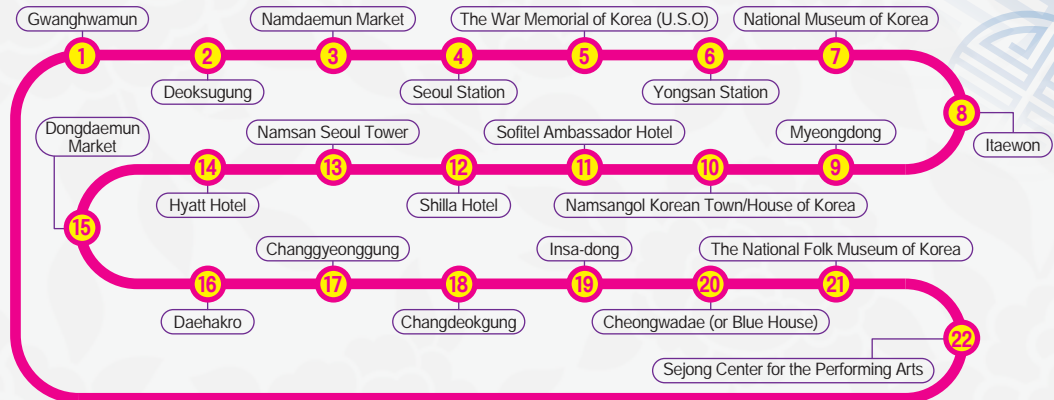 Gwanghwamun
Namdaemun Market
The War Memorial of Korea (U.S.O)
National Museum of Korea
1
2
3
4
5
6
7
Deoksugung
Seoul Station
Yongsan Station
8
Itaewon
Dongdaemun
Market
Namsan Seoul Tower
Sofitel Ambassador Hotel
Myeongdong
14
13
12
11
10
9
Hyatt Hotel
Shilla Hotel
Namsangol Korean Town/House of Korea
15
Changgyeonggung
Insa-dong
The National Folk Museum of Korea
16
17
18
19
20
21
Daehakro
Changdeokgung
Cheongwadae (or Blue House)
22
Sejong Center for the Performing Arts